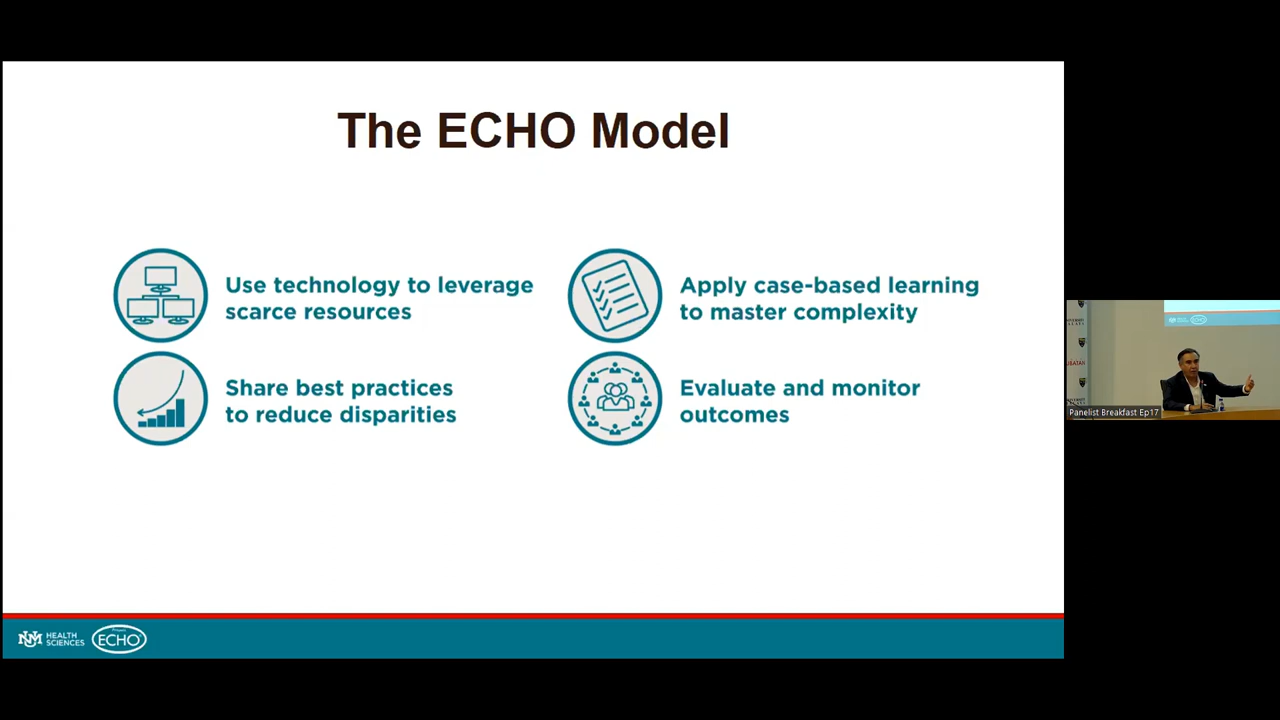 The ECHO Model
Use technology to leverage
scarce resources
Apply case-based learning
to master complexity
Share best practices
to reduce disparities
Evaluate and monitor
outcomes
UNM HEALTH
SCIENCES
ECHO
Panelist Breakfast Ep17